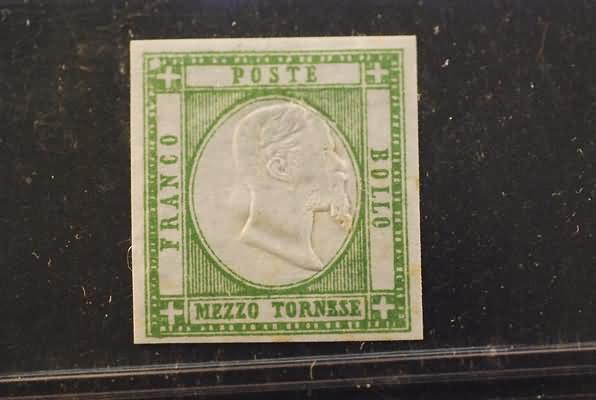 POSTE
FRANCO
BOLLO
MEZZO TORNESE